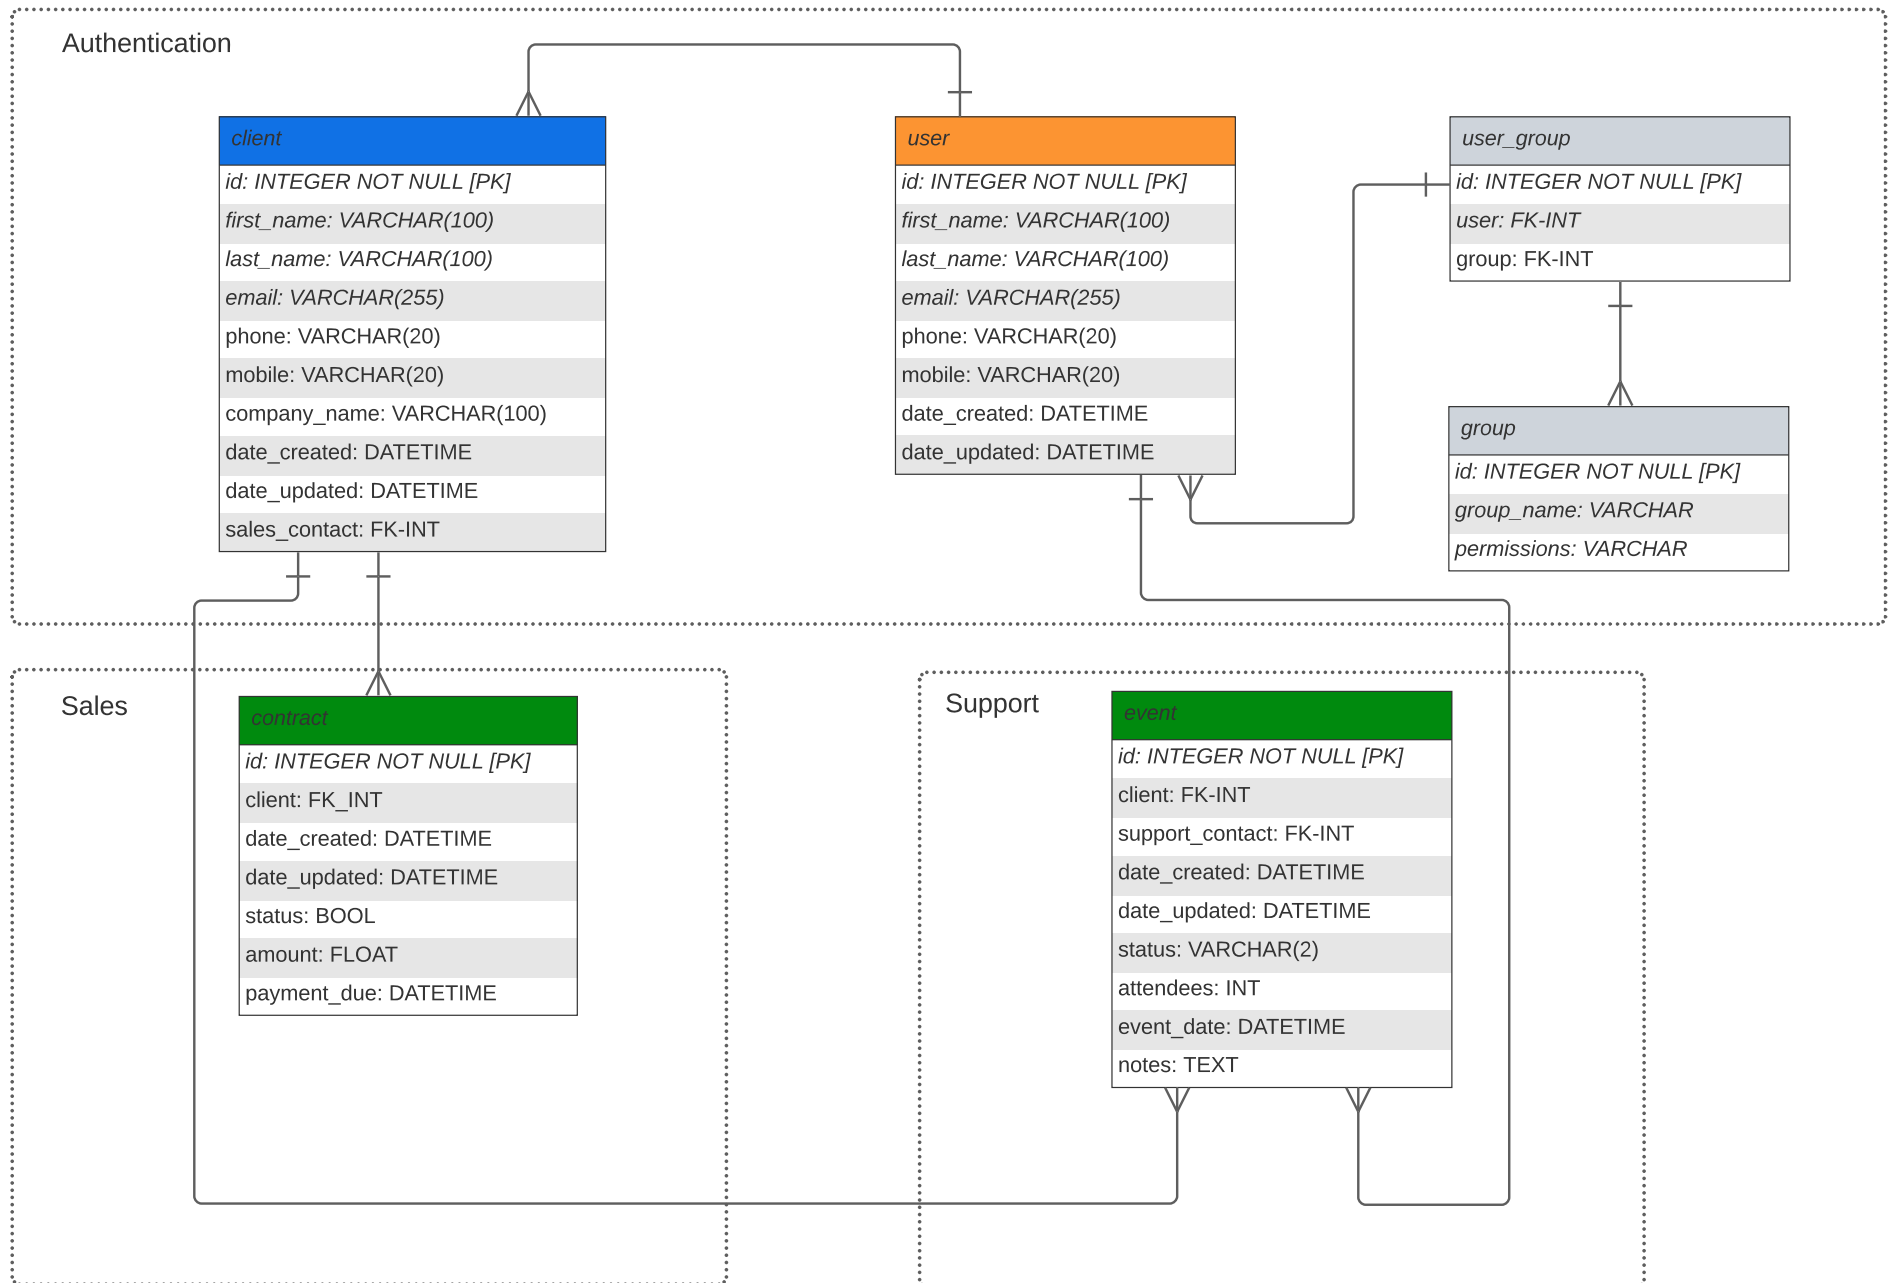 Authentication
client
id: INTEGER NOT NULL [PK]
first_name: VARCHAR(100)
last_name: VARCHAR(100)
email: VARCHAR(255)
phone: VARCHAR(20)
mobile: VARCHAR(20)
company_name: VARCHAR(100)
date_created: DATETIME
date_updated: DATETIME
sales_contact: FK-INT
user
id: INTEGER NOT NULL [PK]
first_name: VARCHAR(100)
last_name: VARCHAR(100)
email: VARCHAR(255)
phone: VARCHAR(20)
mobile: VARCHAR(20)
date_created: DATETIME
date_updated: DATETIME
user_group
id: INTEGER NOT NULL [PK]
user: FK-INT
group: FK-INT
group
id: INTEGER NOT NULL [PK]
group_name: VARCHAR
permissions: VARCHAR
Sales
contract
id: INTEGER NOT NULL [PK]
client: FK_INT
date_created: DATETIME
date_updated: DATETIME
status: BOOL
amount: FLOAT
payment_due: DATETIME
Support
event
id: INTEGER NOT NULL [PK]
client: FK-INT
support_contact: FK-INT
date_created: DATETIME
date_updated: DATETIME
status: VARCHAR(2)
attendees: INT
event_date: DATETIME
notes: TEXT